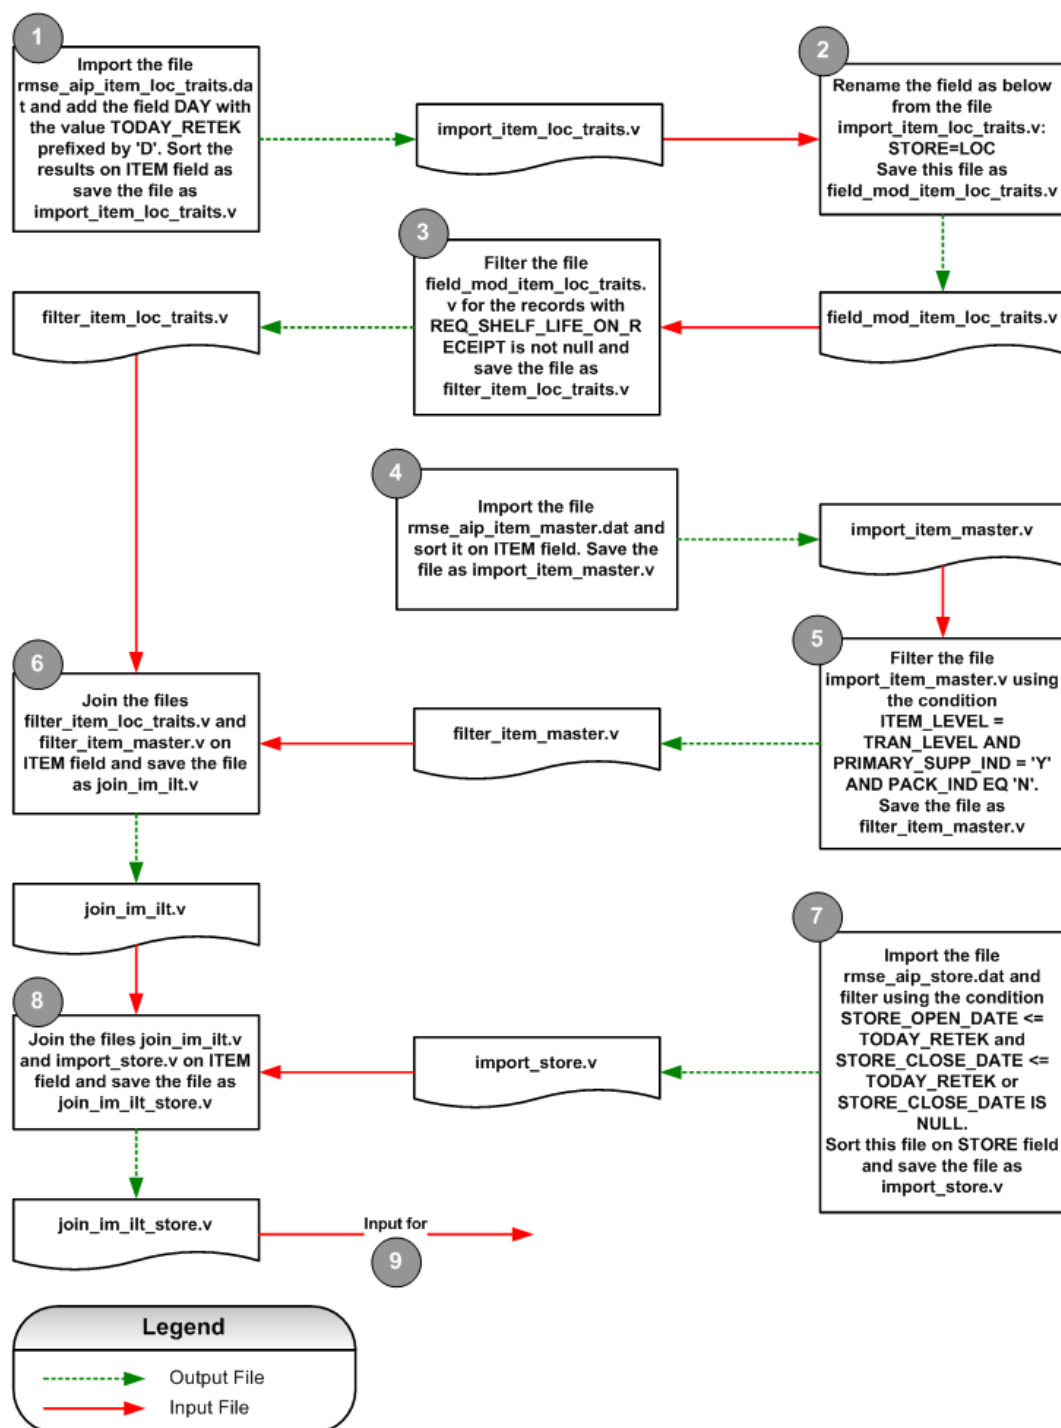 1
Import the file
rmse_aip_item_loc_traits.da
t and add the field DAY with
the value TODAY_RETEK
prefixed by 'D'. Sort the
results on ITEM field as
save the file as
import_item_loc_traits.v
import_item_loc_traits.v
2
Rename the field as below
from the file
import_item_loc_traits.v:
STORE=LOC
Save this file as
field_mod_item_loc_traits.v
3
Filter the file
field_mod_item_loc_traits.
v for the records with
REQ_SHELF_LIFE_ON_R
ECEIPT is not null and
save the file as
filter_item_loc_traits.v
filter_item_loc_traits.v
field_mod_item_loc_traits.v
4
Import the file
rmse_aip_item_master.dat and
sort it on ITEM field. Save the
file as import_item_master.v
import_item_master.v
5
Filter the file
import_item_master.v using
the condition
ITEM_LEVEL =
TRAN_LEVEL AND
PRIMARY_SUPP_IND = 'Y'
AND PACK_IND EQ 'N'.
Save the file as
filter_item_master.v
6
Join the files
filter_item_loc_traits.v and
filter_item_master.v on
ITEM field and save the file
as join_im_ilt.v
filter_item_master.v
join_im_ilt.v
7
Import the file
rmse_aip_store.dat and
filter using the condition
STORE_OPEN_DATE <=
TODAY_RETEK and
STORE_CLOSE_DATE <=
TODAY_RETEK or
STORE_CLOSE_DATE IS
NULL.
Sort this file on STORE field
and save the file as
import_store.v
8
Join the files join_im_ilt.v
and import_store.v on ITEM
field and save the file as
join_im_ilt_store.v
import_store.v
join_im_ilt_store.v
Input for
9
Legend
Output File
Input File